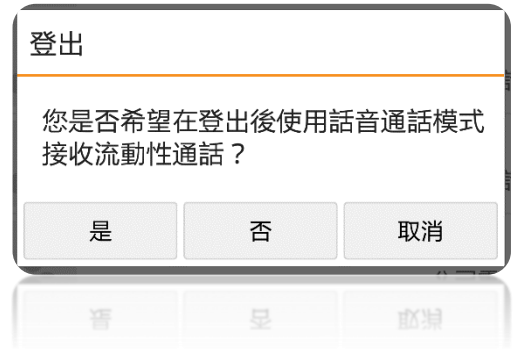 登出
您是否希望在登出後使用話音通話模式
接收流動性通話？
是 否 取消